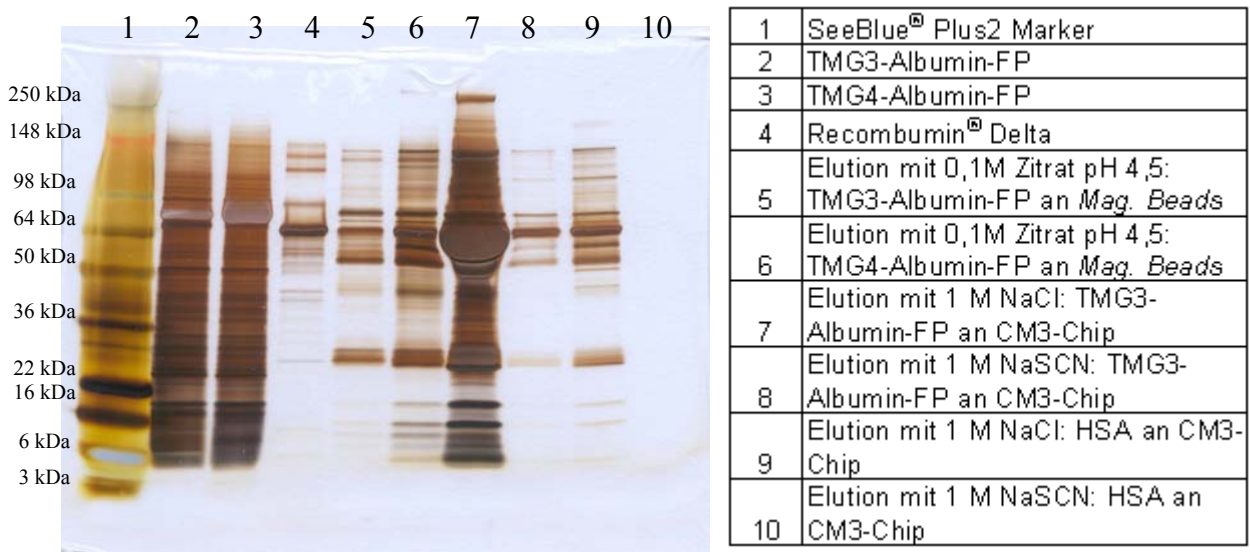 1 2 3 4 5 6 7 8 9 10
250 kDa
148 kDa
98 kDa
64 kDa
50 kDa
36 kDa
22 kDa
16 kDa
6 kDa
3 kDa
1 SeeBlue® Plus2 Marker
2 TMG3-Albumin-FP
3 TMG4-Albumin-FP
4 Recombumin® Delta
Elution mit 0,1M Zitrat pH 4,5:
5 TMG3-Albumin-FP an Mag. Beads
Elution mit 0,1M Zitrat pH 4,5:
6 TMG4-Albumin-FP an Mag. Beads
Elution mit 1 M NaCl: TMG3-
7 Albumin-FP an CM3-Chip
Elution mit 1 M NaSCN: TMG3-
8 Albumin-FP an CM3-Chip
Elution mit 1 M NaCl: HSA an CM3-
9 Chip
Elution mit 1 M NaSCN: HSA an
10 CM3-Chip